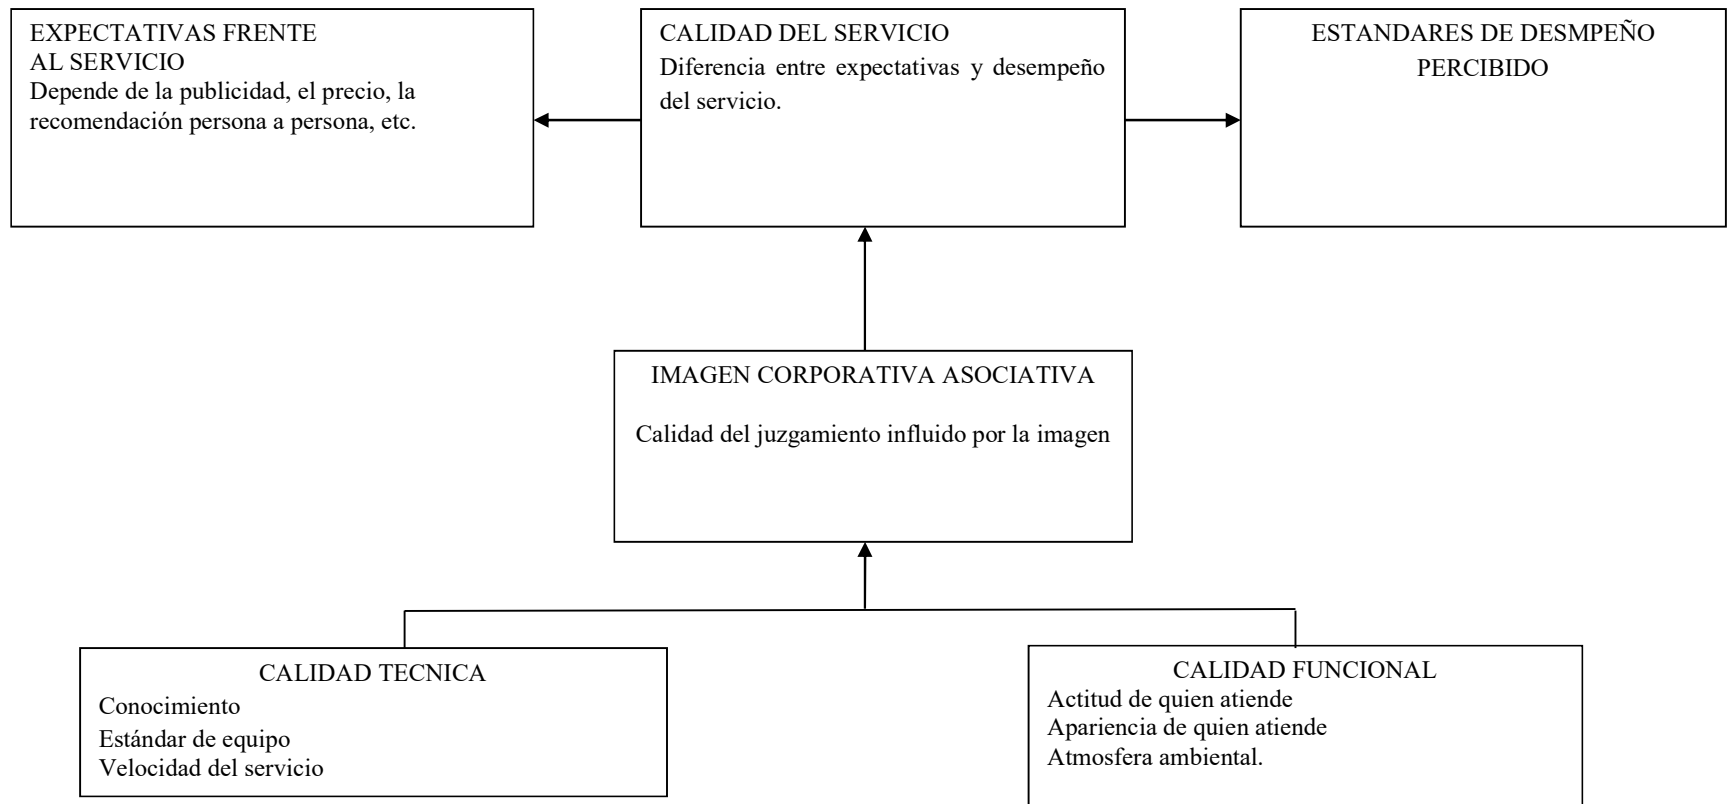 EXPECTATIVAS FRENTE
AL SERVICIO
Depende de la publicidad, el precio, la
recomendación persona a persona, etc.
CALIDAD DEL SERVICIO
Diferencia entre expectativas y desempeño
del servicio.
ESTANDARES DE DESMPEÑO
PERCIBIDO
IMAGEN CORPORATIVA ASOCIATIVA
Calidad del juzgamiento influido por la imagen
CALIDAD TECNICA
Conocimiento
Estándar de equipo
Velocidad del servicio
CALIDAD FUNCIONAL
Actitud de quien atiende
Apariencia de quien atiende
Atmosfera ambiental.